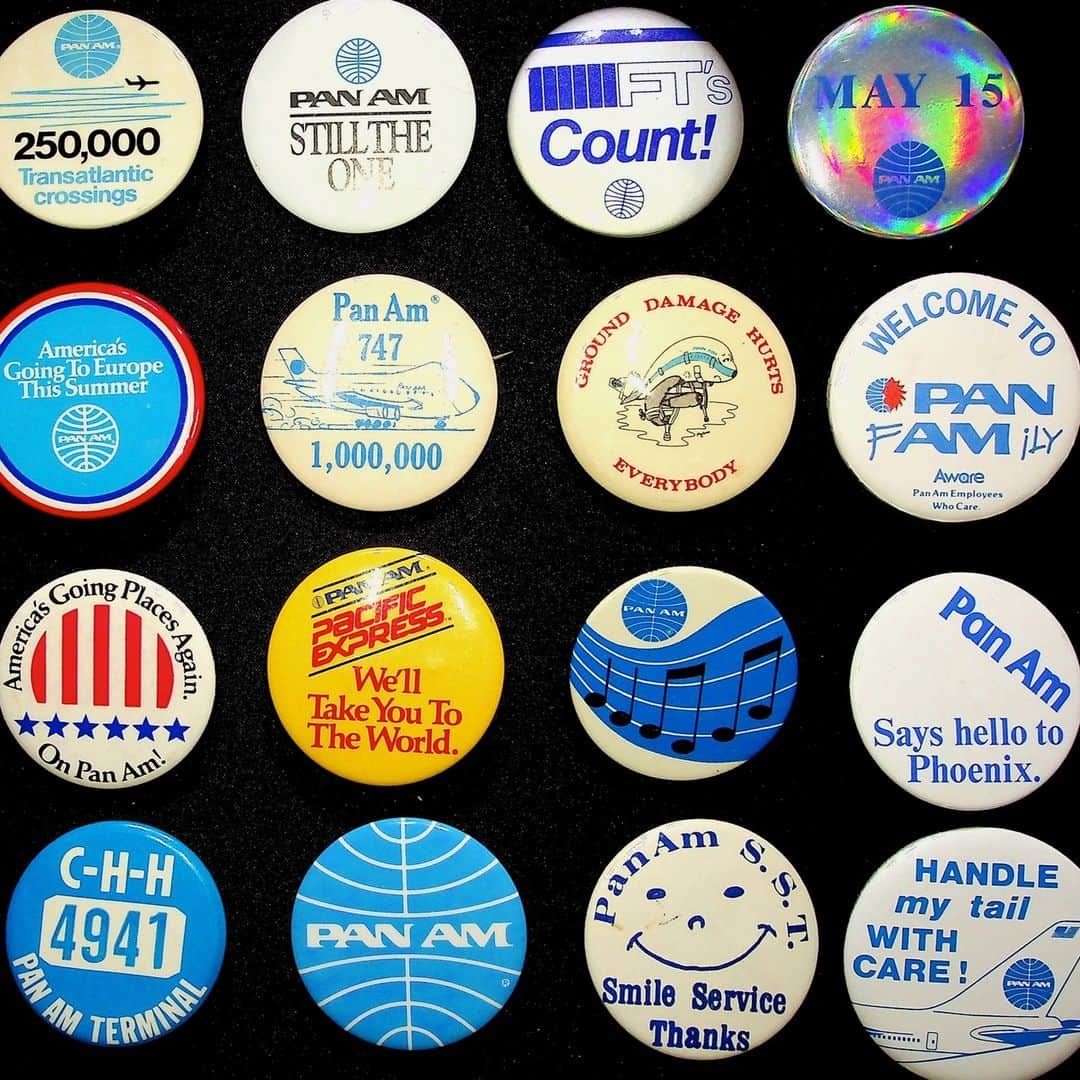 PAN AM®
250,000
Transatlantic
crossings
PAN AM
STILL THE
ONE
FT's
Count!
MAY 15
PAN AM
America's
Going To Europe
This Summer
PAN AM
Pan Am®
747
1,000,000
GROUND DAMAGE HURTS
EVERYBODY
WELCOME TO
PAN
FAMiLY
Aware
Pan Am Employees
Who Care.
America's Going Places Again.
On Pan Am!
PAN AM
PACIFIC
EXPRESS™
We'll
Take You To
The World.
PAN AM
Pan Am
Says hello to
Phoenix.
C-H-H
4941
PAN AM TERMINAL
PAN AM
®
Pan Am S.S.T.
Smile Service
Thanks
HANDLE
my tail
WITH
CARE!
PAN AM